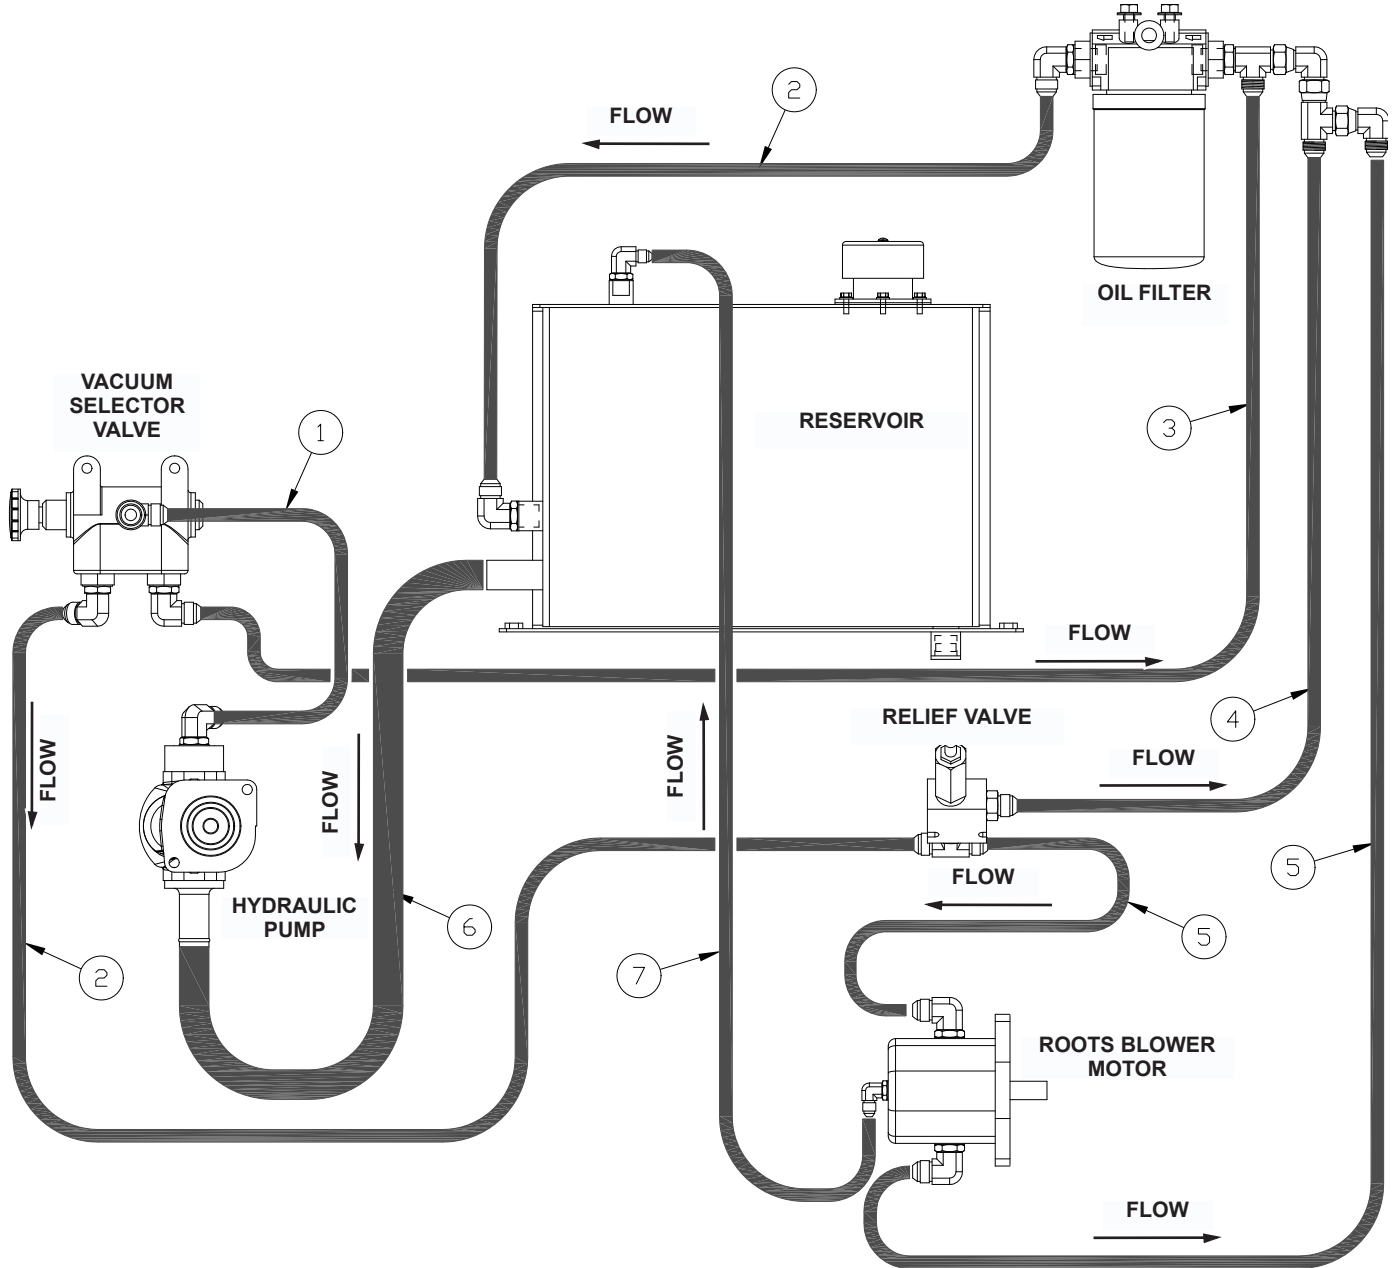 2
FLOW
OIL FILTER
VACUUM
SELECTOR
VALVE
1
RESERVOIR
3
FLOW
RELIEF VALVE
4
FLOW
FLOW
FLOW
FLOW
5
FLOW
HYDRAULIC
PUMP
6
5
2
7
ROOTS BLOWER
MOTOR
FLOW